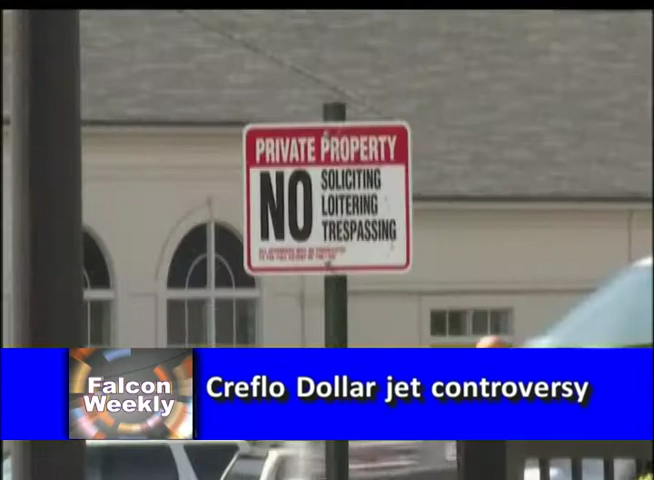 PRIVATE PROPERTY
NO
SOLICITING
LOITERING
TRESPASSING
Falcon
Weekly
Creflo Dollar jet controversy